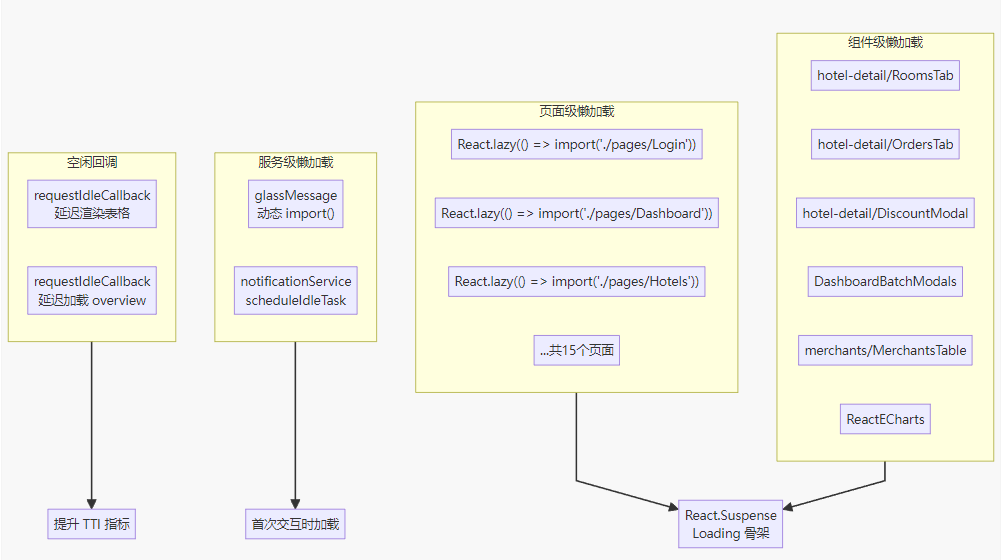 空闲回调
requestIdleCallback
延迟渲染表格
requestIdleCallback
延迟加载 overview
提升 TTI 指标
服务级懒加载
glassMessage
动态 import()
notificationService
scheduleIdleTask
首次交互时加载
页面级懒加载
React.lazy(() => import('./pages/Login'))
React.lazy(() => import('./pages/Dashboard'))
React.lazy(() => import('./pages/Hotels'))
...共15个页面
组件级懒加载
hotel-detail/RoomsTab
hotel-detail/OrdersTab
hotel-detail/DiscountModal
DashboardBatchModals
merchants/MerchantsTable
ReactECharts
React.Suspense
Loading 骨架